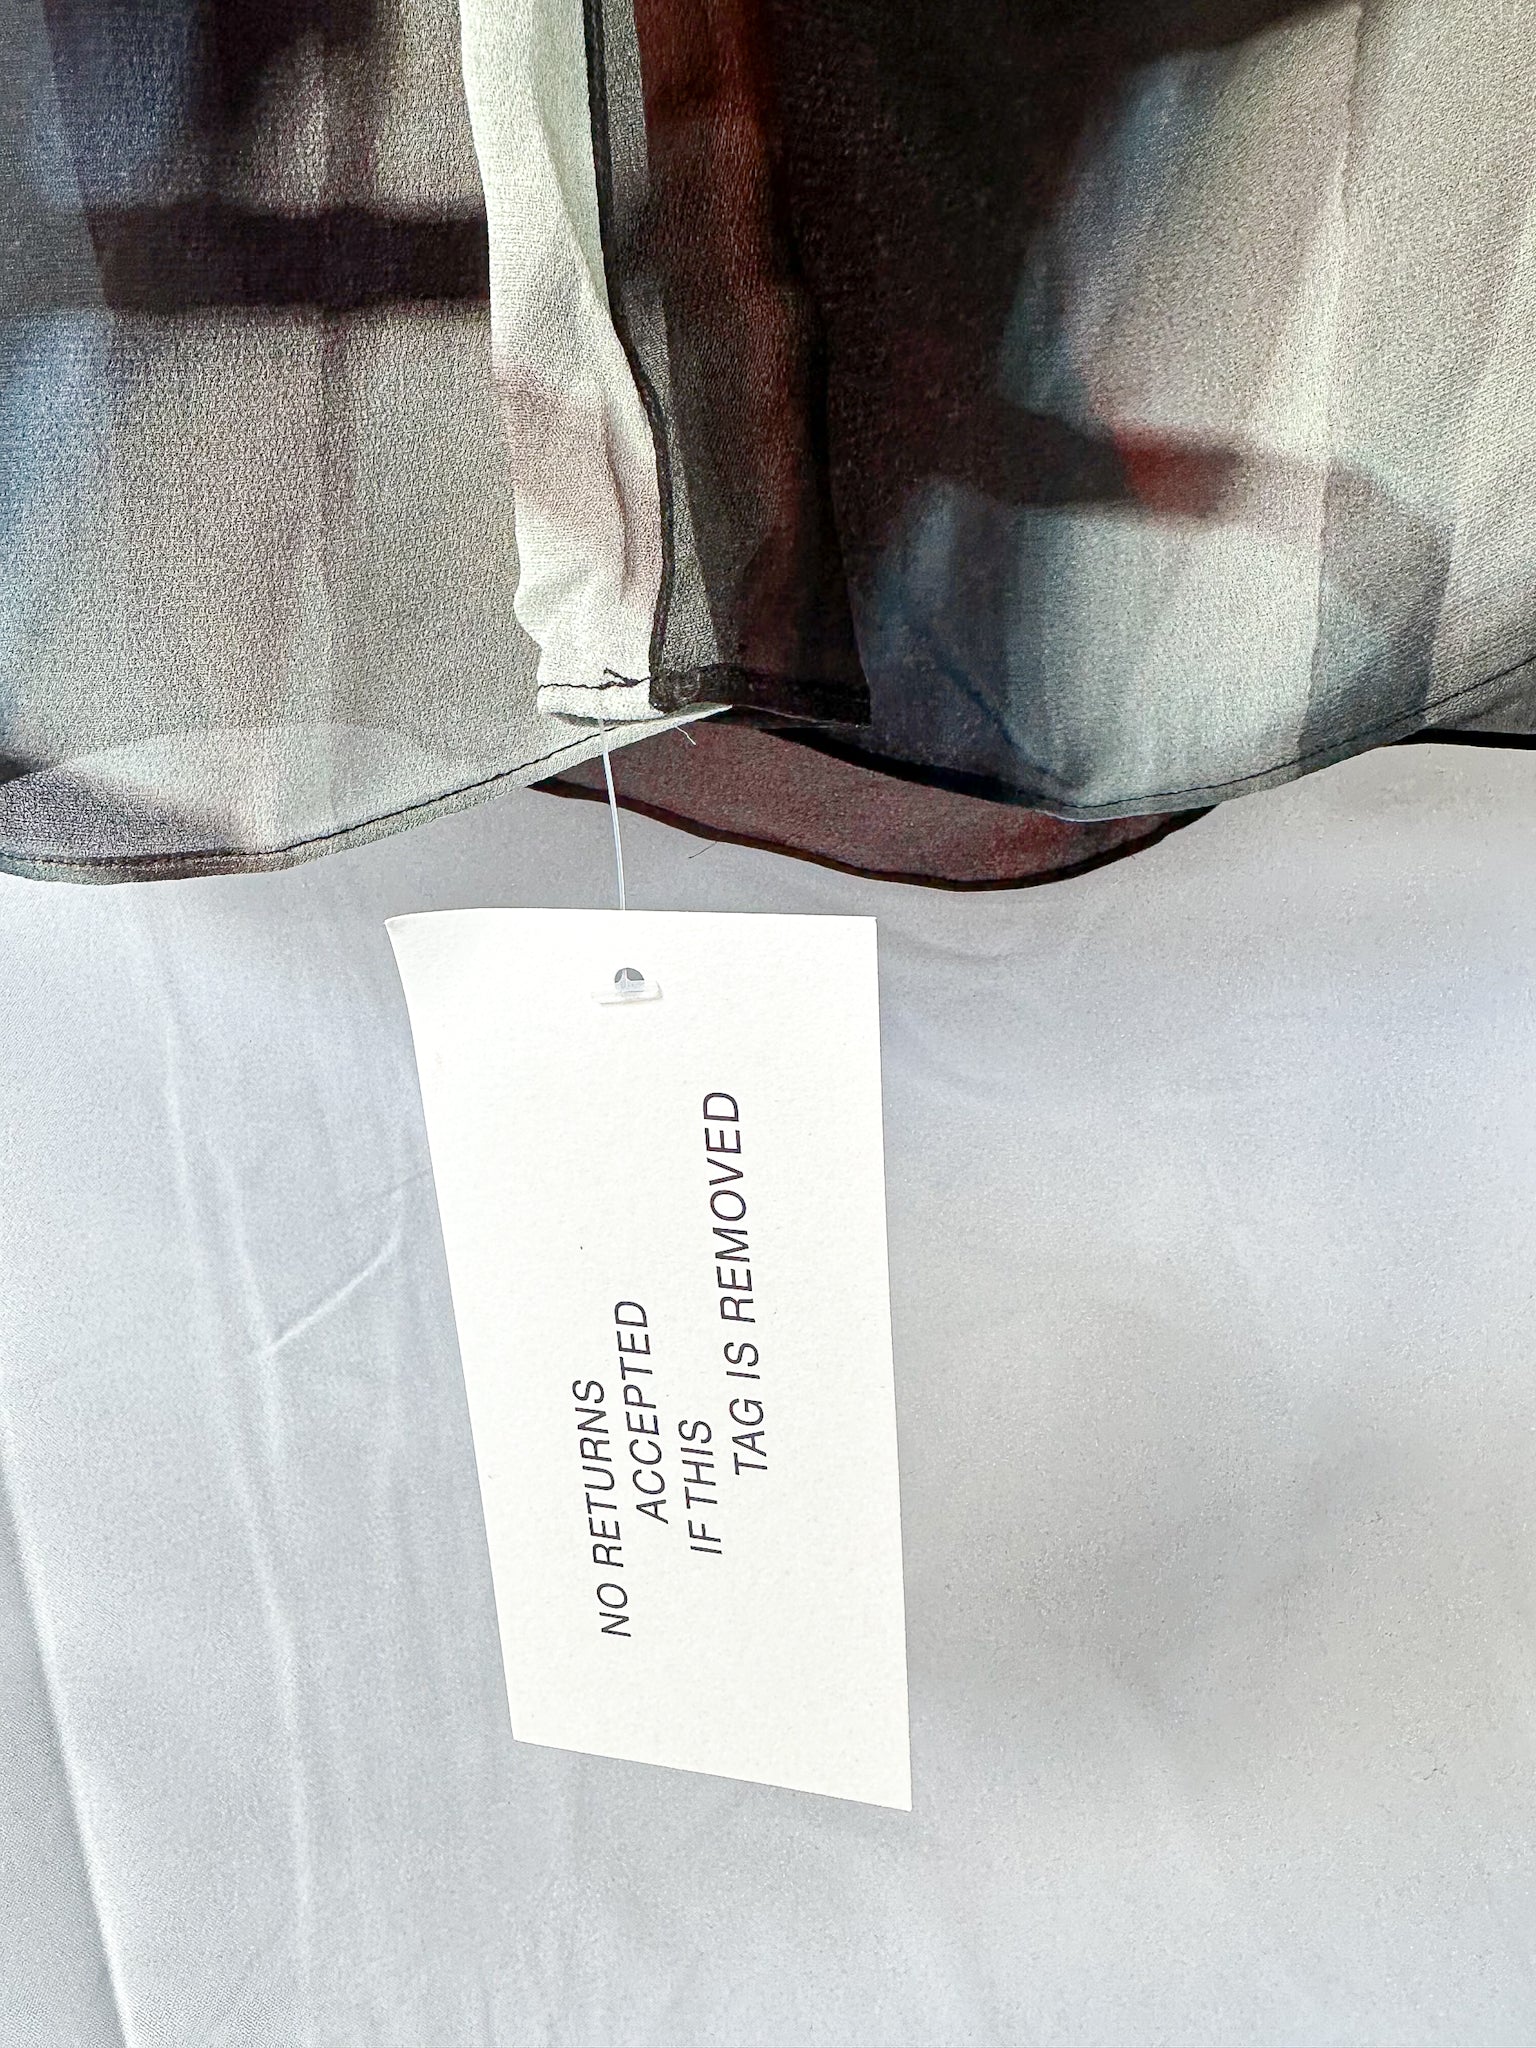 NO RETURNS
ACCEPTED
IF THIS
TAG IS REMOVED